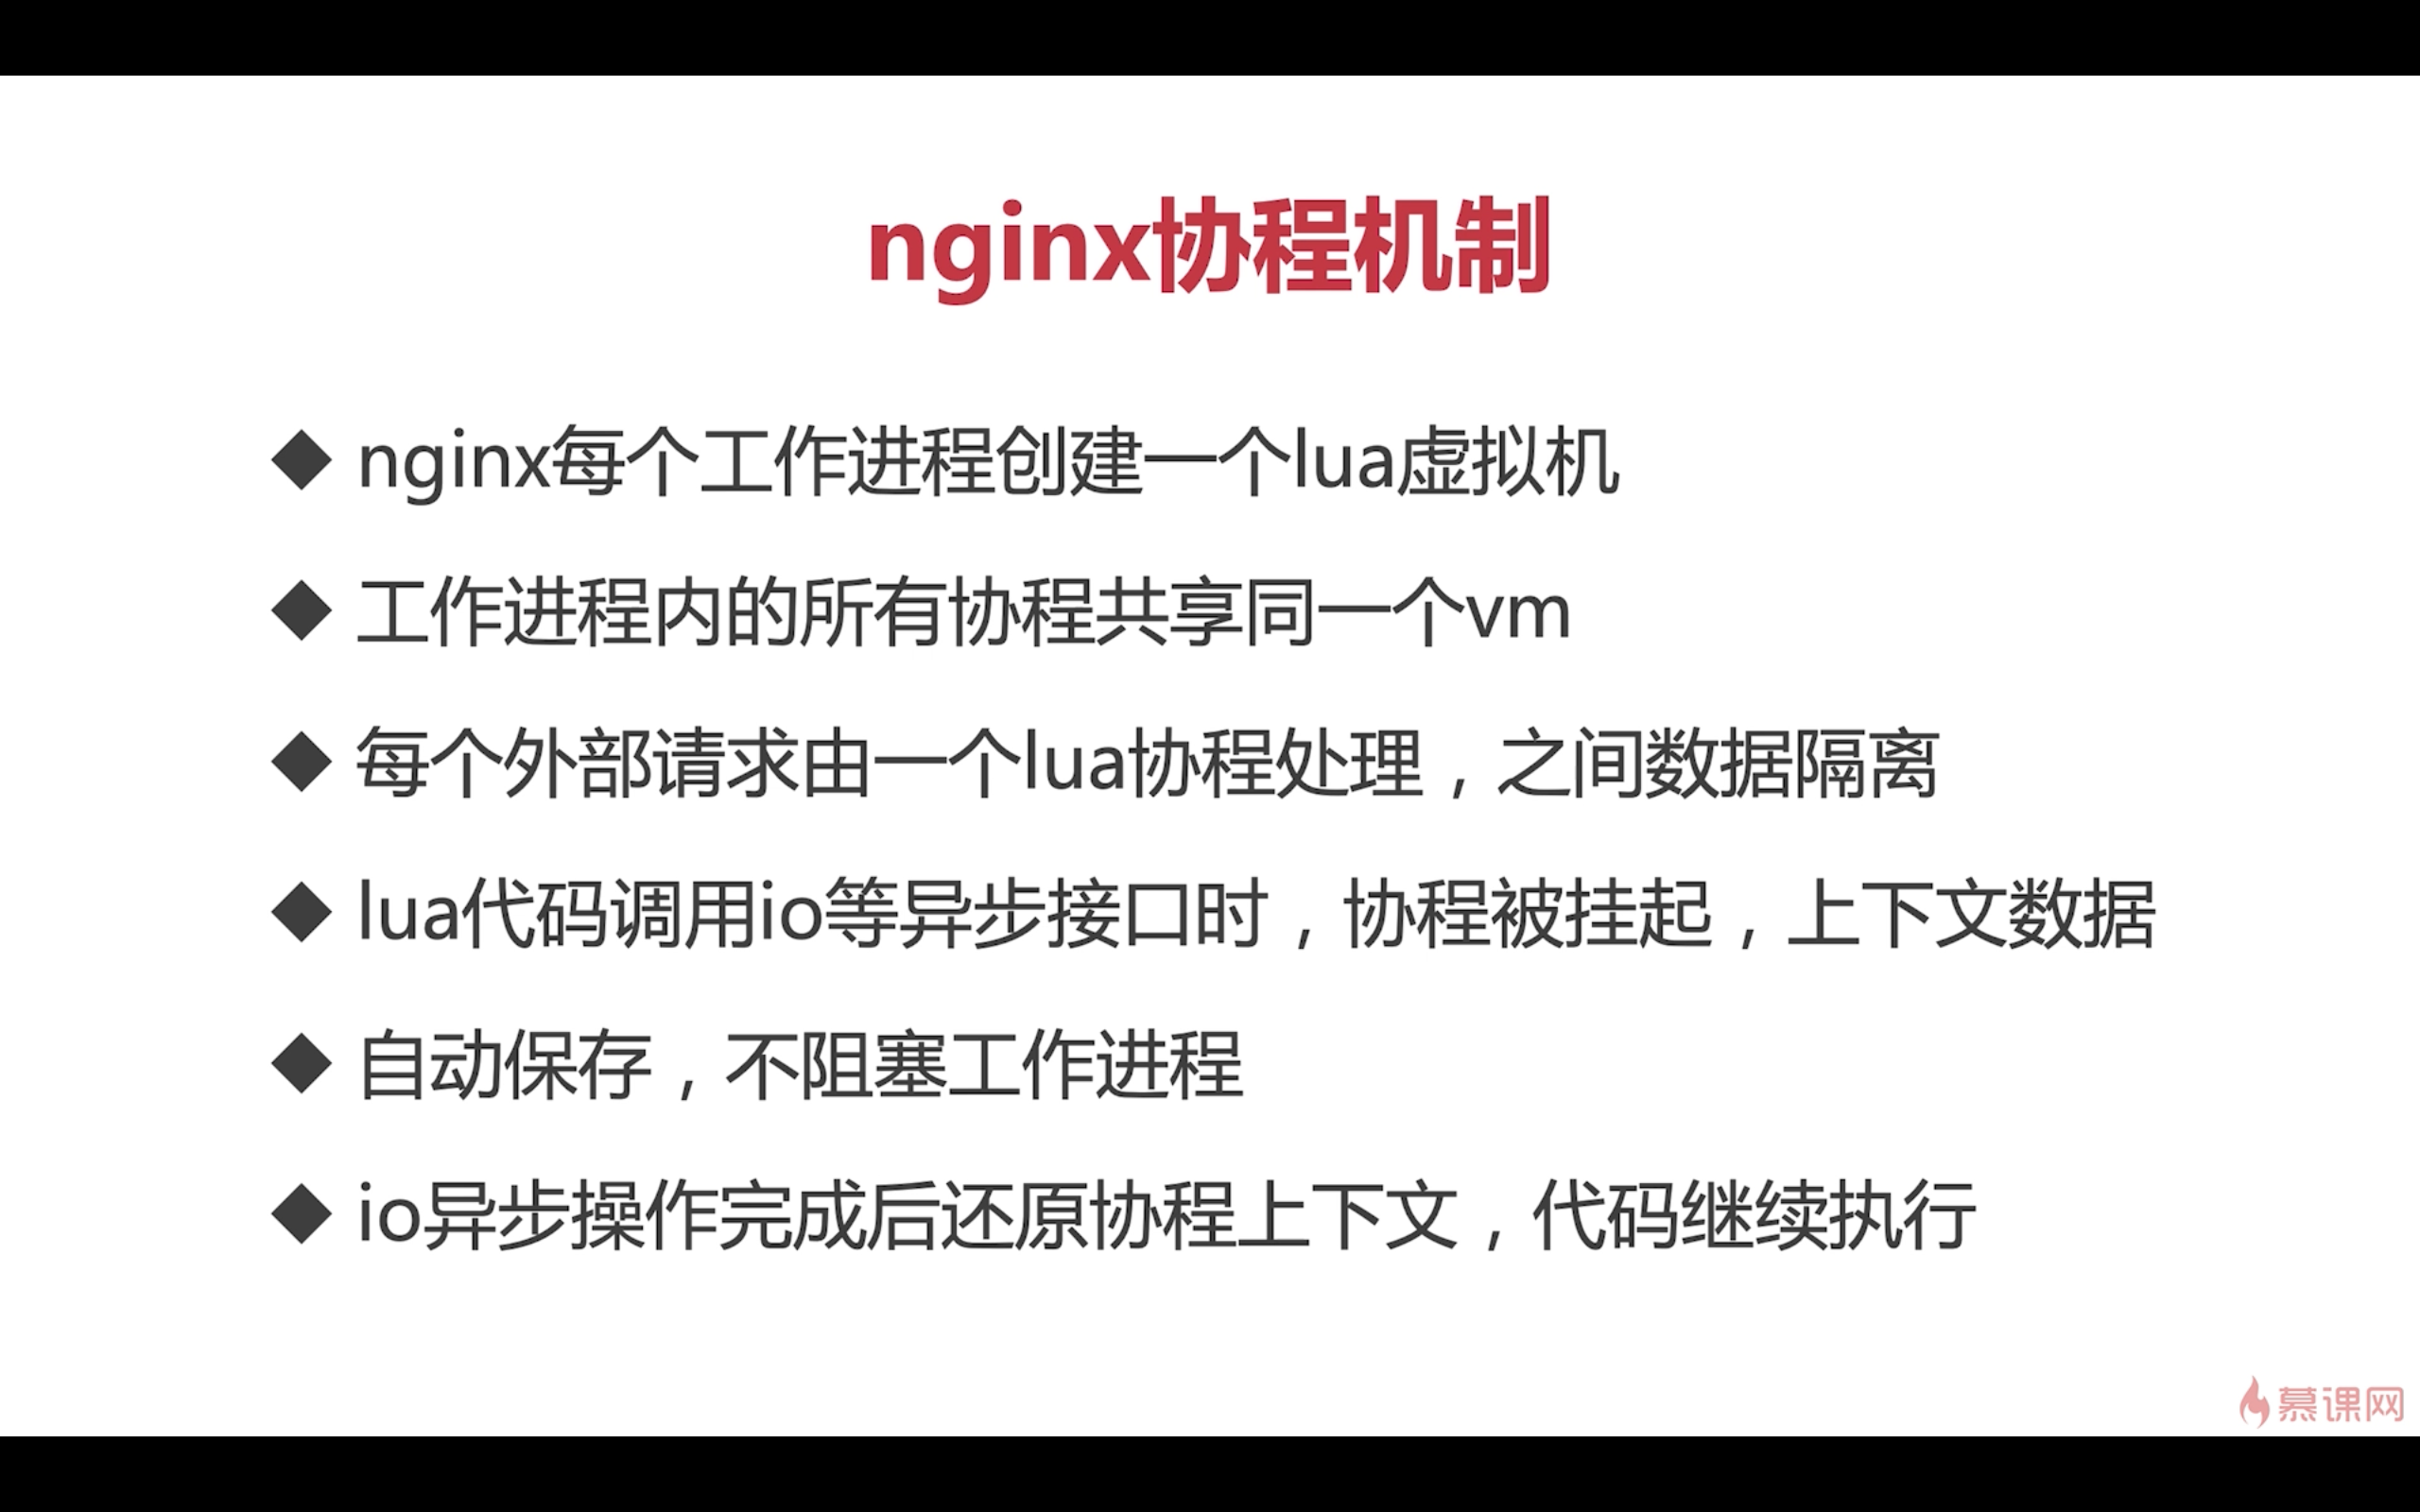 nginx协程机制
◆ nginx每个工作进程创建一个lua虚拟机
◆ 工作进程内的所有协程共享同一个vm
◆ 每个外部请求由一个lua协程处理，之间数据隔离
◆ lua代码调用io等异步接口时，协程被挂起，上下文数据
◆ 自动保存，不阻塞工作进程
◆ io异步操作完成后还原协程上下文，代码继续执行
慕课网